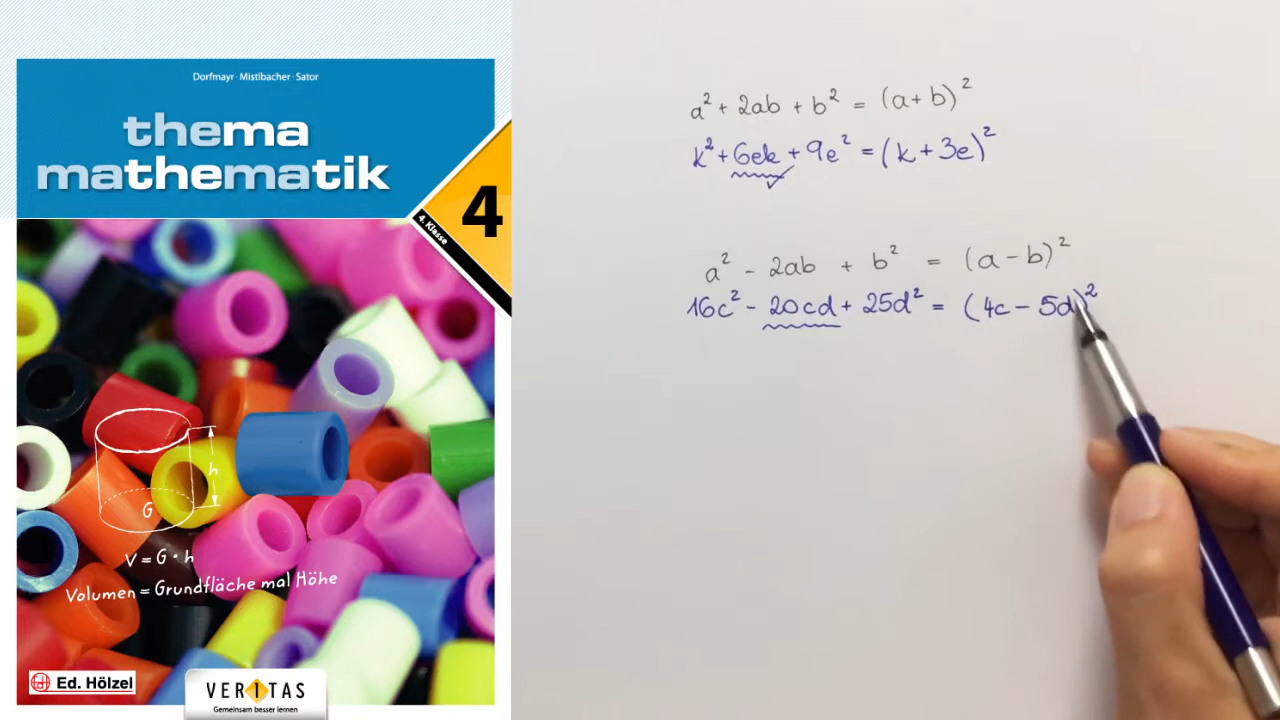 Dorfmayr · Mistlbacher · Sator
thema
mathematik
4
4. Klasse
h
G
V = G · h
Volumen = Grundfläche mal Höhe
Ed. Hölzel
VERITAS
Gemeinsam besser lernen
a² + 2ab + b² = (a + b)²
k² + 6ek + 9e² = (k + 3e)²
a² - 2ab + b² = (a - b)²
16c² - 20cd + 25d² = (4c - 5d)²